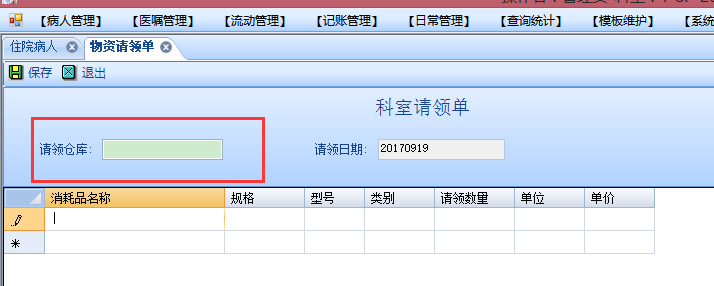 【病人管理】 【医嘱管理】 【流动管理】 【记账管理】 【日常管理】 【查询统计】 【模板维护】 【系统
住院病人 物资请领单
保存 退出
科室请领单
请领仓库： 请领日期： 20170919
消耗品名称 规格 型号 类别 请领数量 单位 单价